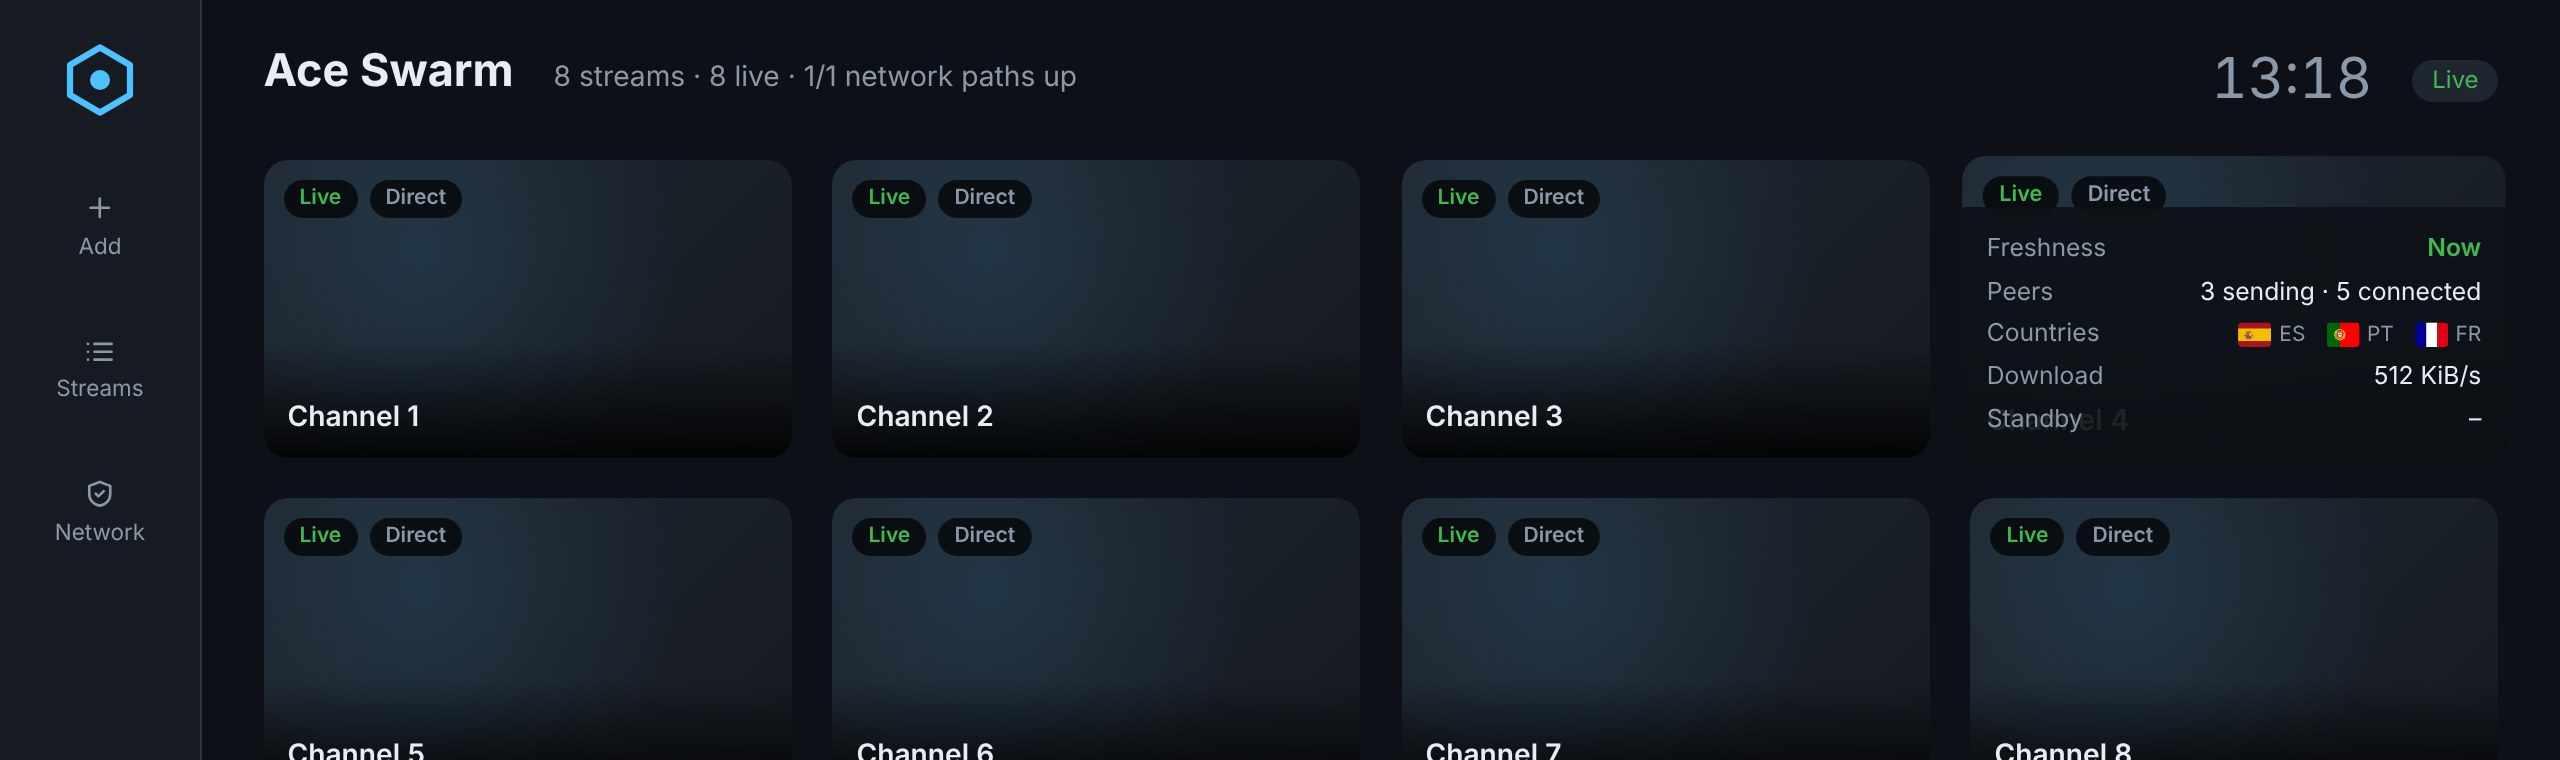 Ace Swarm
8 streams · 8 live · 1/1 network paths up
13:18
Live
Add
Streams
Network
Live Direct
Channel 1
Live Direct
Channel 2
Live Direct
Channel 3
Live Direct
Freshness Now
Peers 3 sending · 5 connected
Countries ES PT FR
Download 512 KiB/s
Standby –
Live Direct
Channel 5
Live Direct
Channel 6
Live Direct
Channel 7
Live Direct
Channel 8